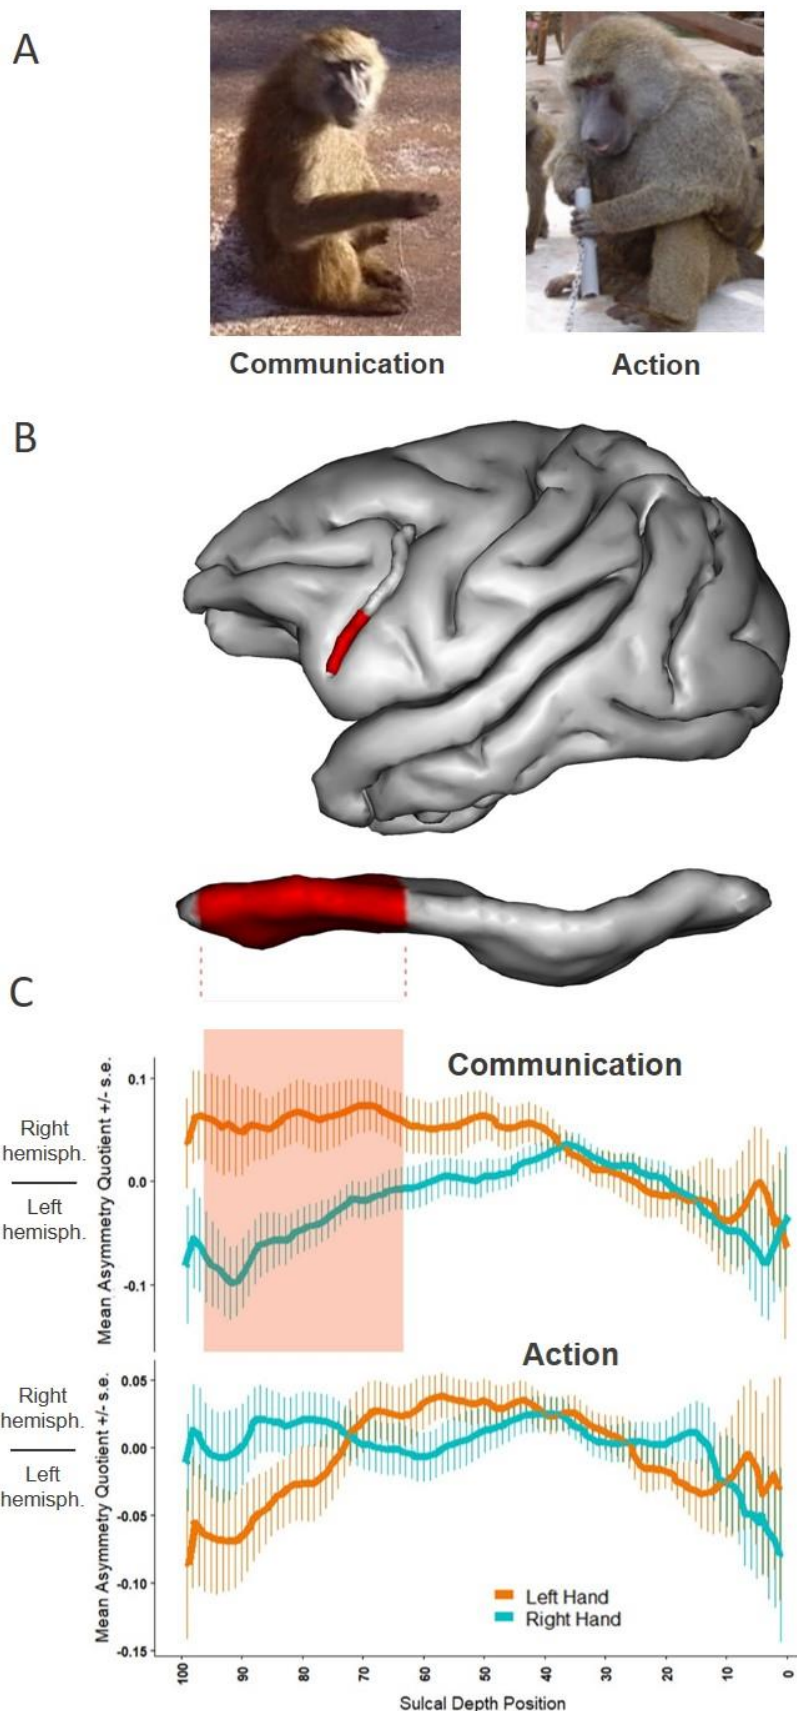 A
Communication
Action
B
C
Communication
Mean Asymmetry Quotient +/- s.e.
Right
hemisph.
Left
hemisph.
0.1
0.0
-0.1
Action
Mean Asymmetry Quotient +/- s.e.
Right
hemisph.
Left
hemisph.
0.05
0.00
-0.05
-0.10
-0.15
Left Hand
Right Hand
100
90
80
70
60
50
40
30
20
10
0
Sulcal Depth Position